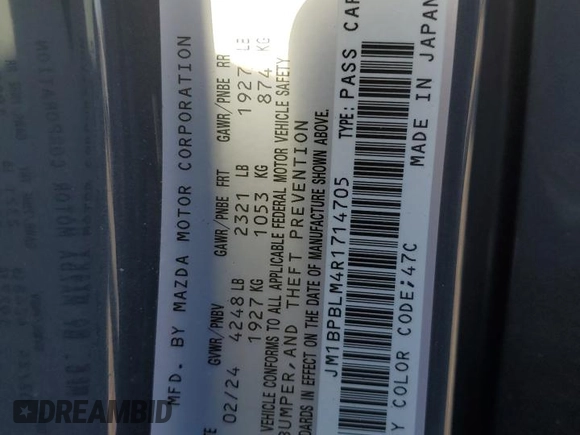 MFD. BY MAZDA MOTOR CORPORATION
GVWR/PNBV GAWR/PNBE FRT GAWR/PNBE RR
02/24 4248 LB 2321 LB 1927 LB
1927 KG 1053 KG 874 KG
VEHICLE CONFORMS TO ALL APPLICABLE FEDERAL MOTOR VEHICLE SAFETY
BUMPER, AND THEFT PREVENTION
IN EFFECT ON THE DATE OF MANUFACTURE SHOWN ABOVE.
JM1BPBLM4R1714705 TYPE: PASS CAR
Y COLOR CODE:47C MADE IN JAPAN
DREAMBID